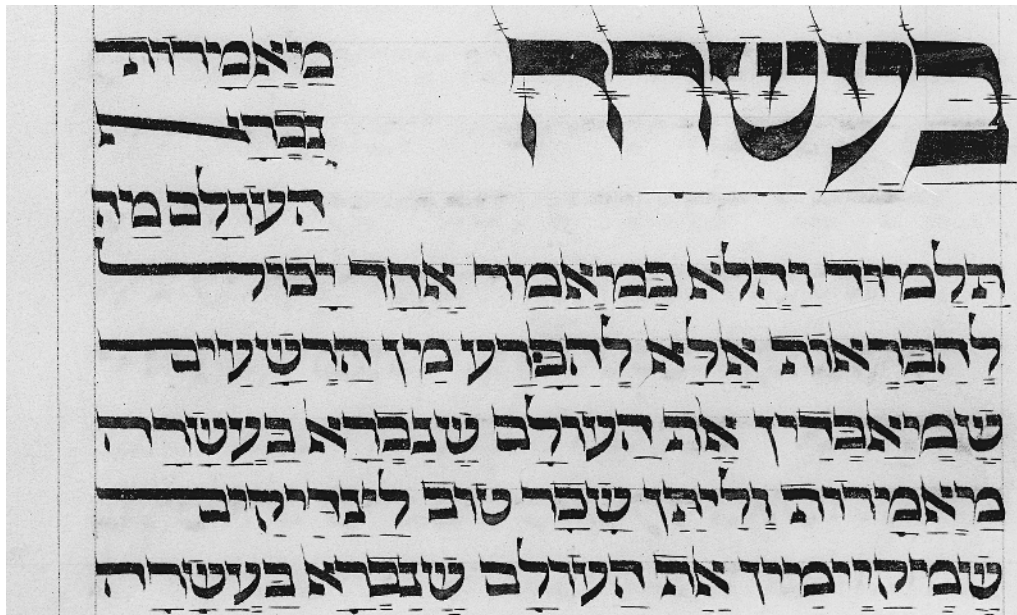 בעשרה מאמרות
נברא
העולם מה
תלמוד והלא במאמר אחד יכול
להבראות אלא להפרע מן הרשעים
שמאבדין את העולם שנברא בעשרה
מאמרות וליתן שכר טוב לצדיקים
שמקיימין את העולם שנברא בעשרה